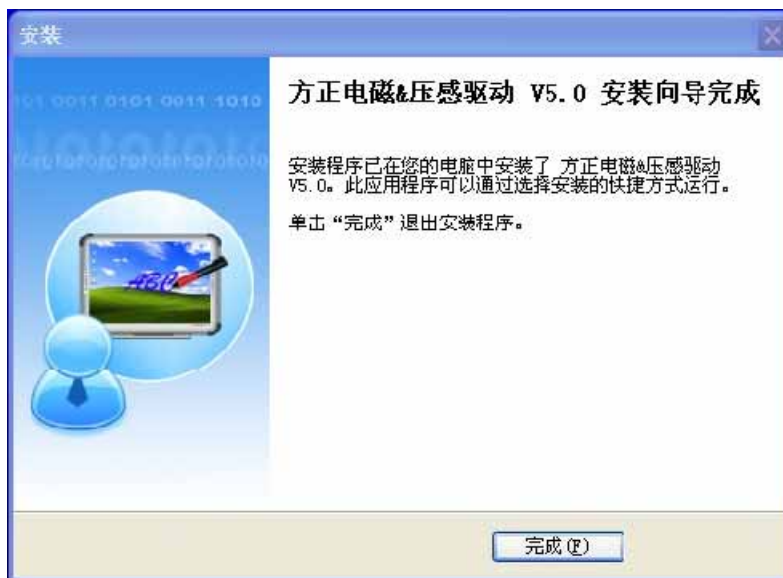 安装
101 0011 0101 0011 1010
方正电磁&压感驱动 V5.0 安装向导完成
安装程序已在您的电脑中安装了 方正电磁&压感驱动
V5.0。此应用程序可以通过选择安装的快捷方式运行。
单击“完成”退出安装程序。
ABC
完成(F)